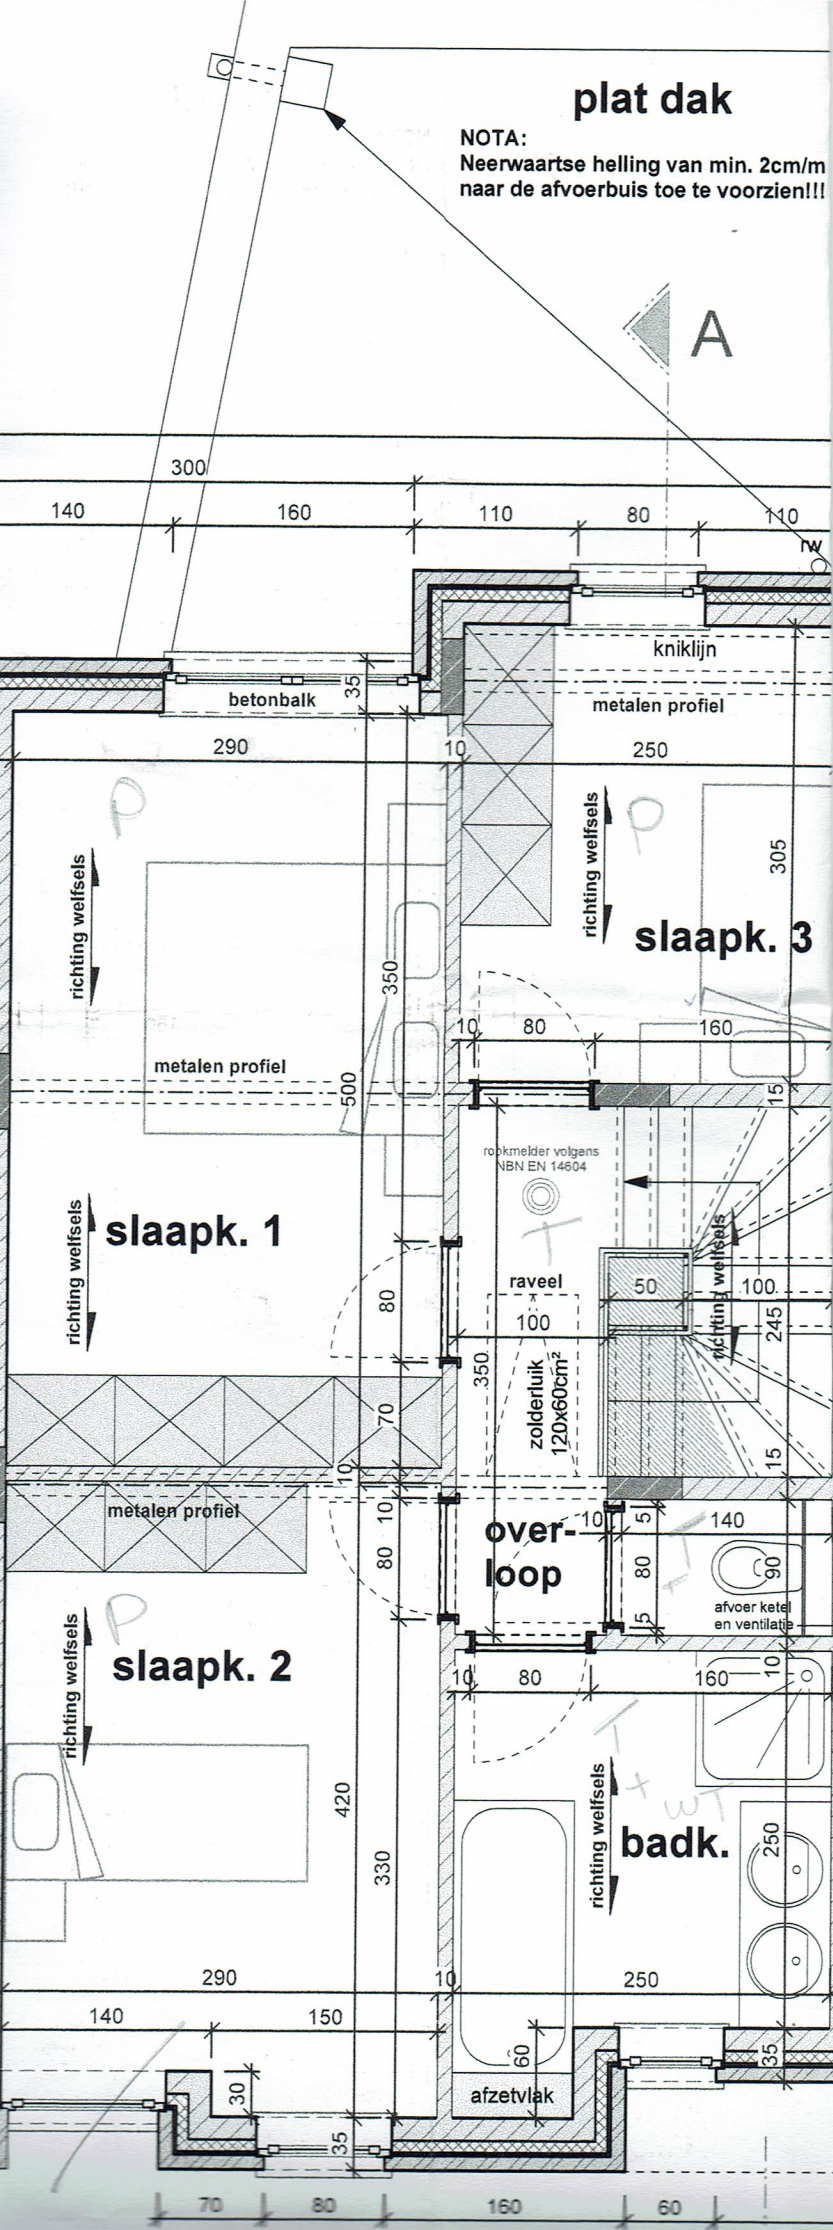 plat dak
NOTA:
Neerwaartse helling van min. 2cm/m
naar de afvoerbuis toe te voorzien!!!
A
300
140 160 110 80 110
rw
kniklijn
metalen profiel
betonbalk
35
290 10 250
P
P
richting welfsels
richting welfsels
305
slaapk. 3
350
10 80 160
metalen profiel
500
15
rookmelder volgens
NBN EN 14604
T
richting welfsels
slaapk. 1
raveel
50
100
richting welfsels
245
80
100
350
zolderluik
120x60cm²
70
10
15
metalen profiel
10
80
over-
loop
10
5
80
5
140
90
T
afvoer ketel
en ventilatie
P
richting welfsels
slaapk. 2
10 80 160
10
T
+ WT
richting welfsels
badk.
420
330
250
290 10 250
140 150
60
35
30
afzetvlak
35
70 80 160 60